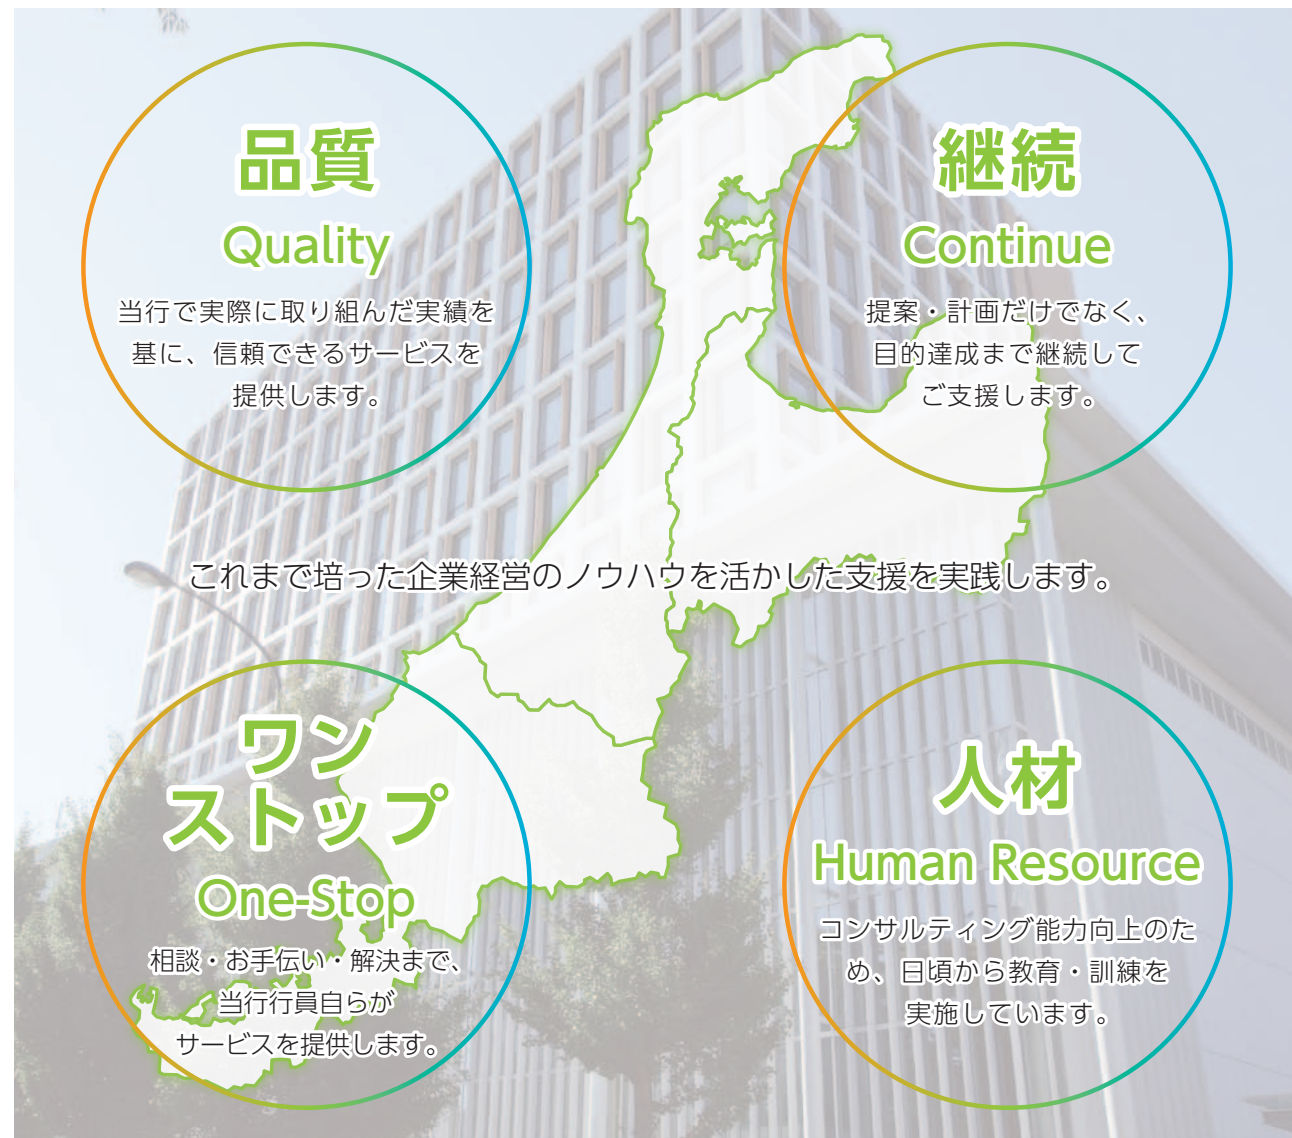 品質
Quality
当行で実際に取り組んだ実績を
基に、信頼できるサービスを
提供します。
継続
Continue
提案・計画だけでなく、
目的達成まで継続して
ご支援します。
これまで培った企業経営のノウハウを活かした支援を実践します。
ワン
ストップ
One-Stop
相談・お手伝い・解決まで、
当行行員自らが
サービスを提供します。
人材
Human Resource
コンサルティング能力向上のた
め、日頃から教育・訓練を
実施しています。